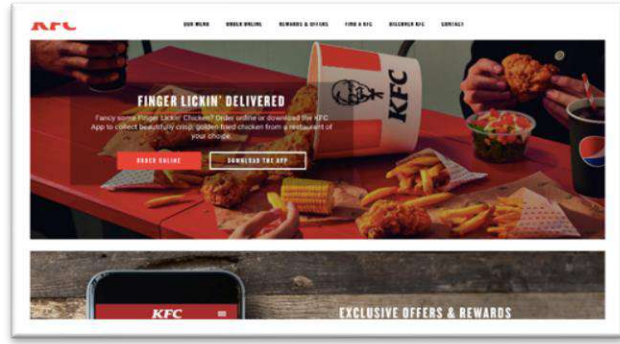 KFC
OUR MENU ORDER ONLINE REWARDS & OFFERS FIND A KFC DISCOVER KFC CONTACT
FINGER LICKIN' DELIVERED
Fancy some Finger Lickin' Chicken? Order online or download the KFC
App to collect beautifully crisp, golden fried chicken from a restaurant of
your choice.
ORDER ONLINE DOWNLOAD THE APP
KFC
KFC
EXCLUSIVE OFFERS & REWARDS